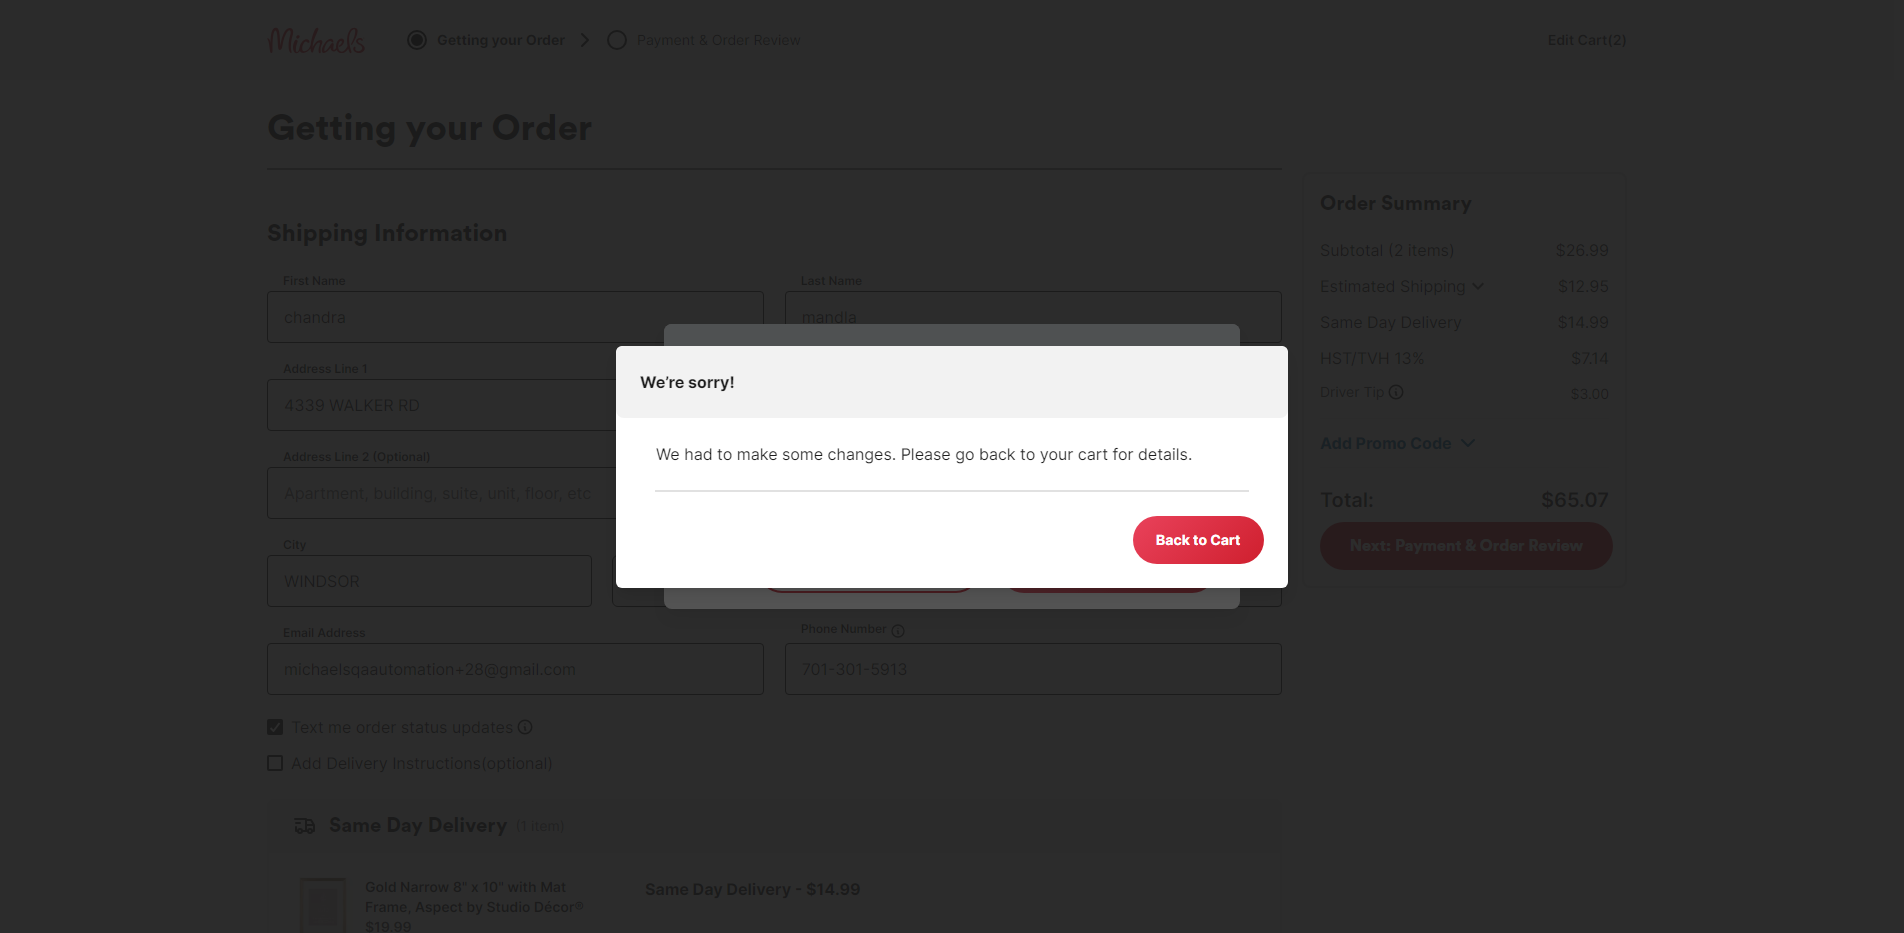 Michaels
Getting your Order
Payment & Order Review
Edit Cart(2)
Getting your Order
Shipping Information
First Name
chandra
Last Name
mandla
Address Line 1
4339 WALKER RD
Address Line 2 (Optional)
Apartment, building, suite, unit, floor, etc
City
WINDSOR
Email Address
michaelsqaautomation+28@gmail.com
Phone Number
701-301-5913
Text me order status updates
Add Delivery Instructions(optional)
Same Day Delivery (1 item)
Gold Narrow 8" x 10" with Mat
Frame, Aspect by Studio Décor®
$19.99
Same Day Delivery - $14.99
Order Summary
Subtotal (2 items) $26.99
Estimated Shipping $12.95
Same Day Delivery $14.99
HST/TVH 13% $7.14
Driver Tip $3.00
Add Promo Code
Total: $65.07
Next: Payment & Order Review
We're sorry!
We had to make some changes. Please go back to your cart for details.
Back to Cart